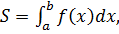 S = ∫_a^b f(x)dx,